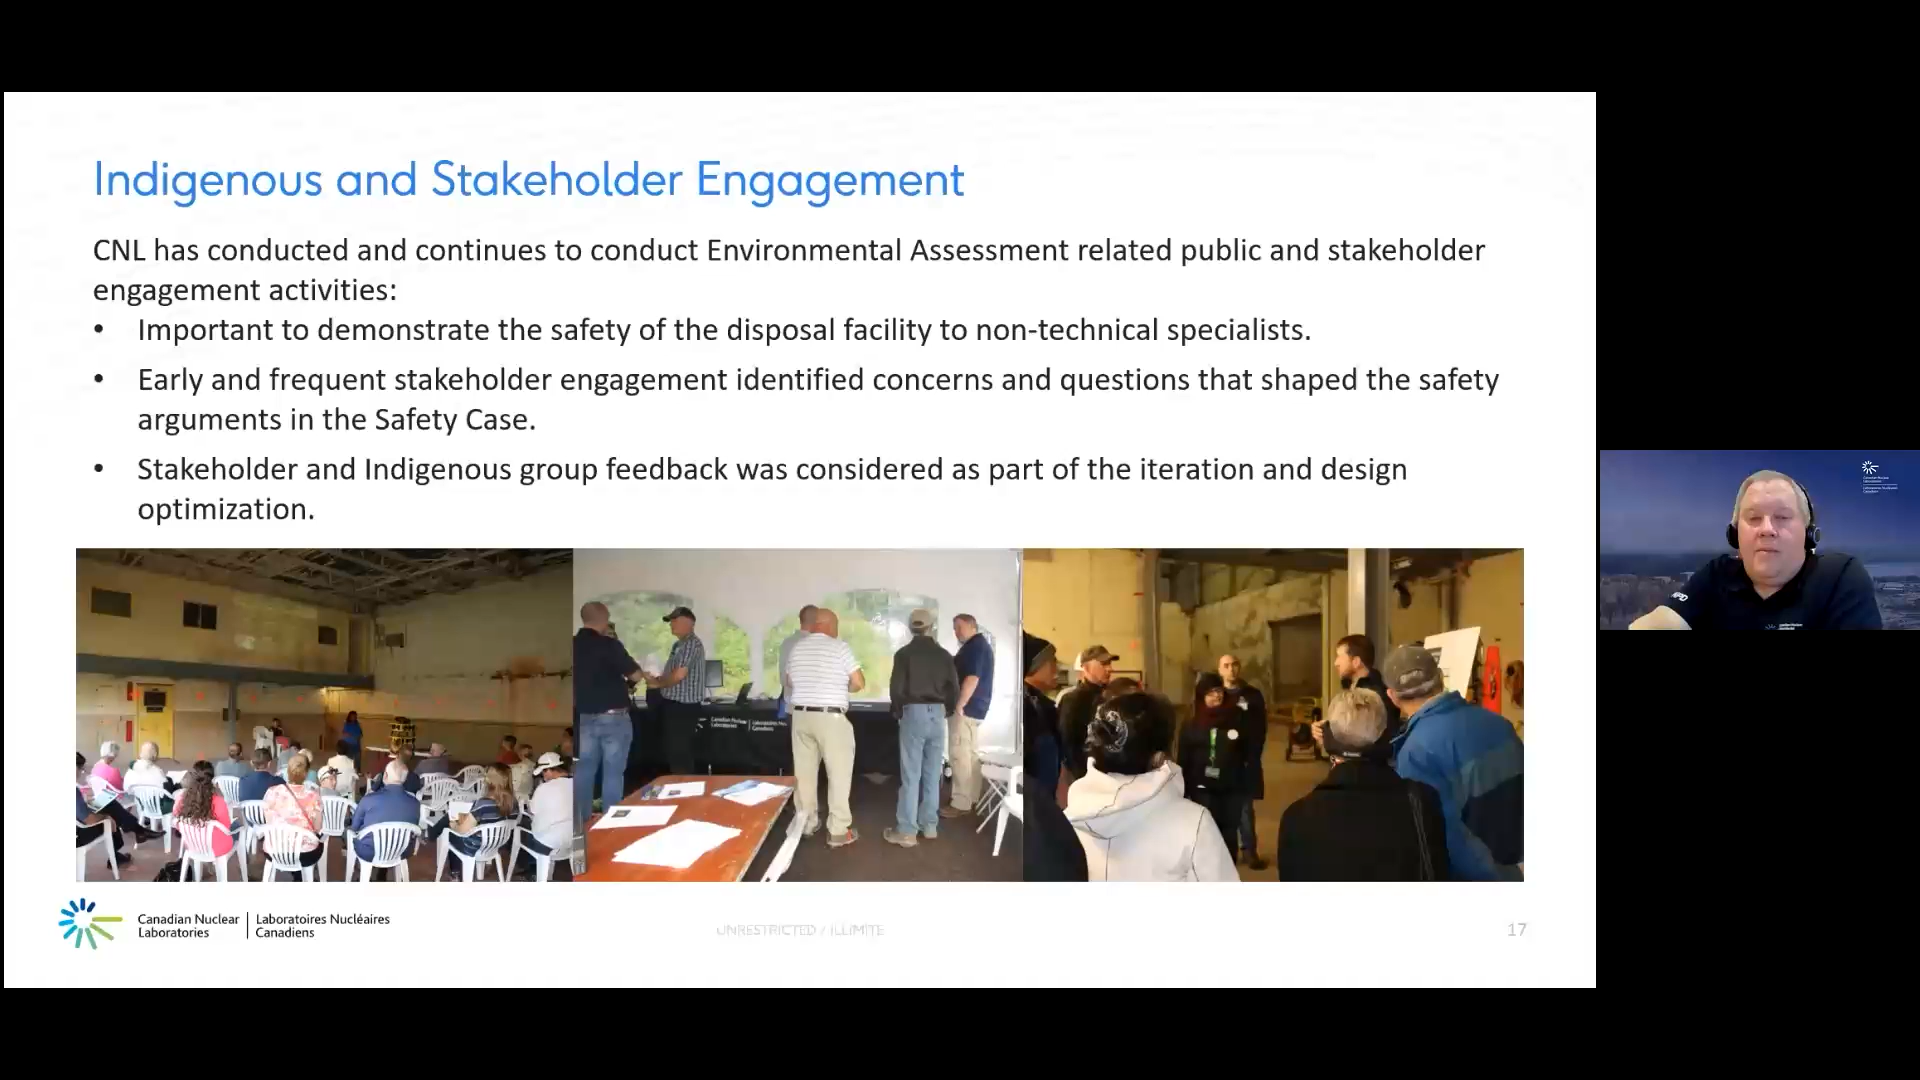 Indigenous and Stakeholder Engagement
CNL has conducted and continues to conduct Environmental Assessment related public and stakeholder
engagement activities:
• Important to demonstrate the safety of the disposal facility to non-technical specialists.
• Early and frequent stakeholder engagement identified concerns and questions that shaped the safety
arguments in the Safety Case.
• Stakeholder and Indigenous group feedback was considered as part of the iteration and design
optimization.
Canadian Nuclear
Laboratories
Laboratoires Nucléaires
Canadiens
UNRESTRICTED / ILLIMITÉ
17